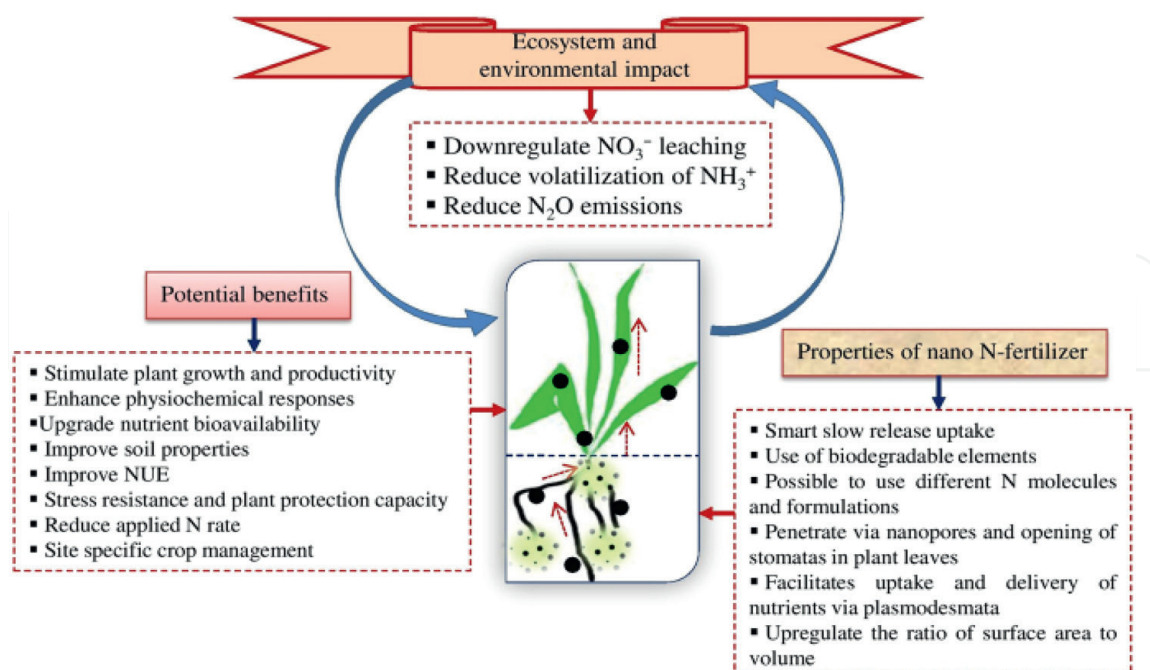 Ecosystem and
environmental impact
▪ Downregulate NO₃⁻ leaching
▪ Reduce volatilization of NH₃⁺
▪ Reduce N₂O emissions
Potential benefits
▪ Stimulate plant growth and productivity
▪ Enhance physiochemical responses
▪Upgrade nutrient bioavailability
▪ Improve soil properties
▪ Improve NUE
▪ Stress resistance and plant protection capacity
▪ Reduce applied N rate
▪ Site specific crop management
Properties of nano N-fertilizer
▪ Smart slow release uptake
▪ Use of biodegradable elements
▪ Possible to use different N molecules
and formulations
▪ Penetrate via nanopores and opening of
stomatas in plant leaves
▪ Facilitates uptake and delivery of
nutrients via plasmodesmata
▪ Upregulate the ratio of surface area to
volume